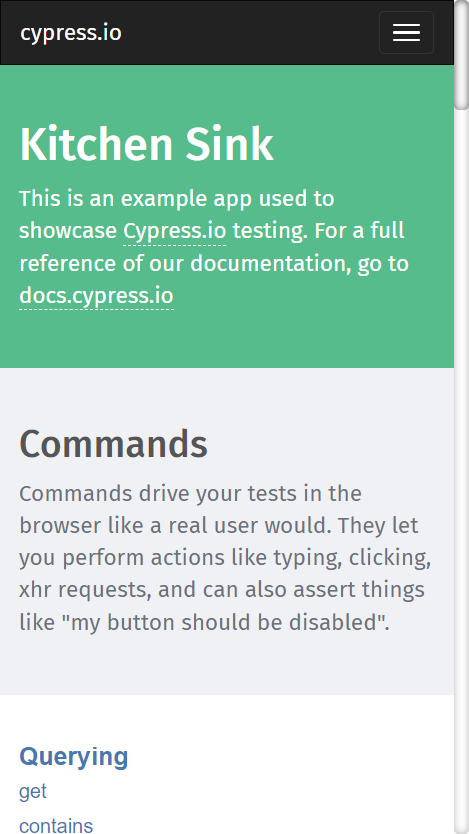 cypress.io
Kitchen Sink
This is an example app used to
showcase Cypress.io testing. For a full
reference of our documentation, go to
docs.cypress.io
Commands
Commands drive your tests in the
browser like a real user would. They let
you perform actions like typing, clicking,
xhr requests, and can also assert things
like "my button should be disabled".
Querying
get
contains